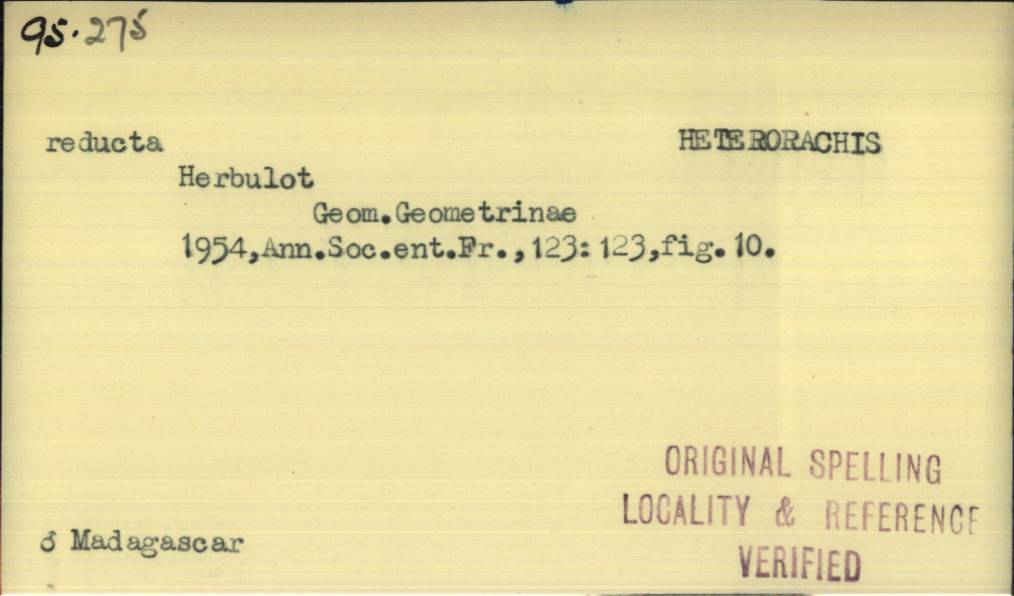 95.275
reducta HETERORACHIS
Herbulot
Geom.Geometrinae
1954,Ann.Soc.ent.Fr.,123:123,fig.10.
ORIGINAL SPELLING
LOCALITY & REFERENCE
VERIFIED
♂ Madagascar